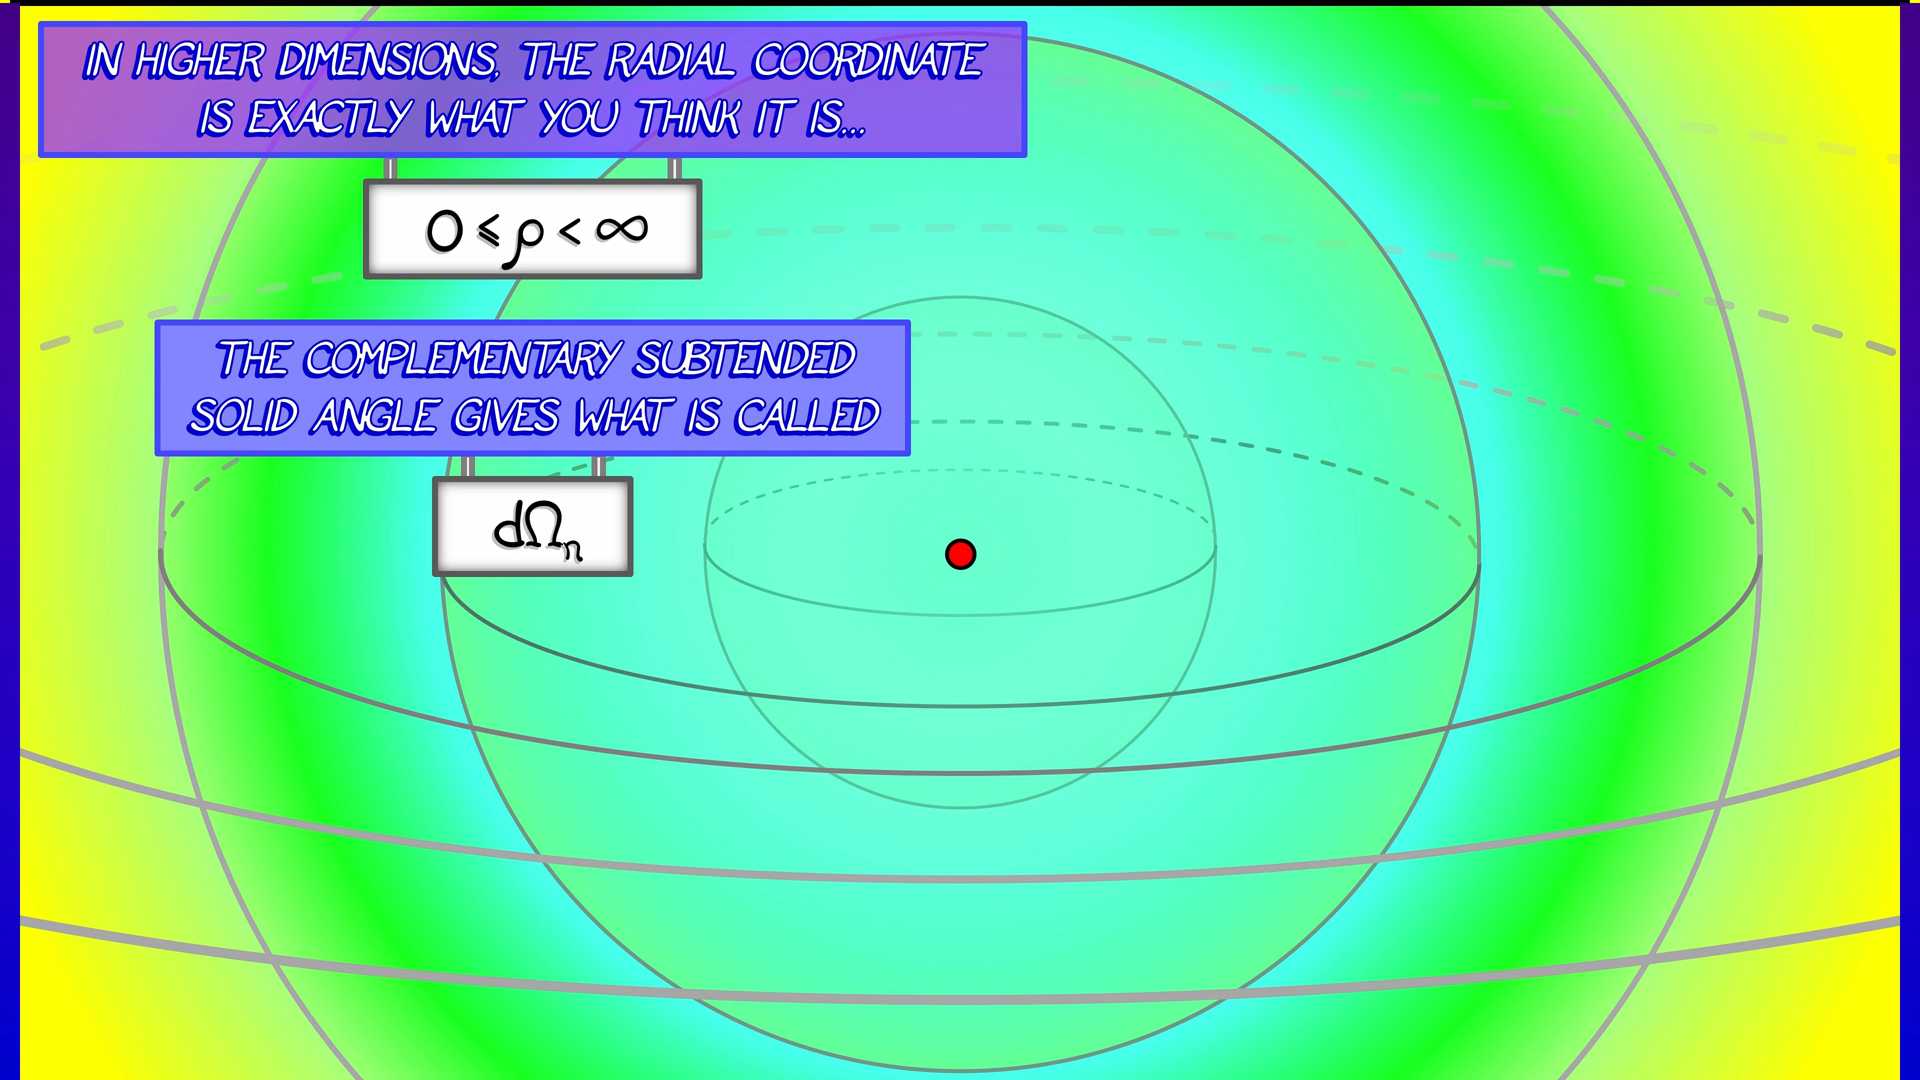 IN HIGHER DIMENSIONS, THE RADIAL COORDINATE
IS EXACTLY WHAT YOU THINK IT IS...
0 ⩽ ρ < ∞
THE COMPLEMENTARY SUBTENDED
SOLID ANGLE GIVES WHAT IS CALLED
dΩₙ